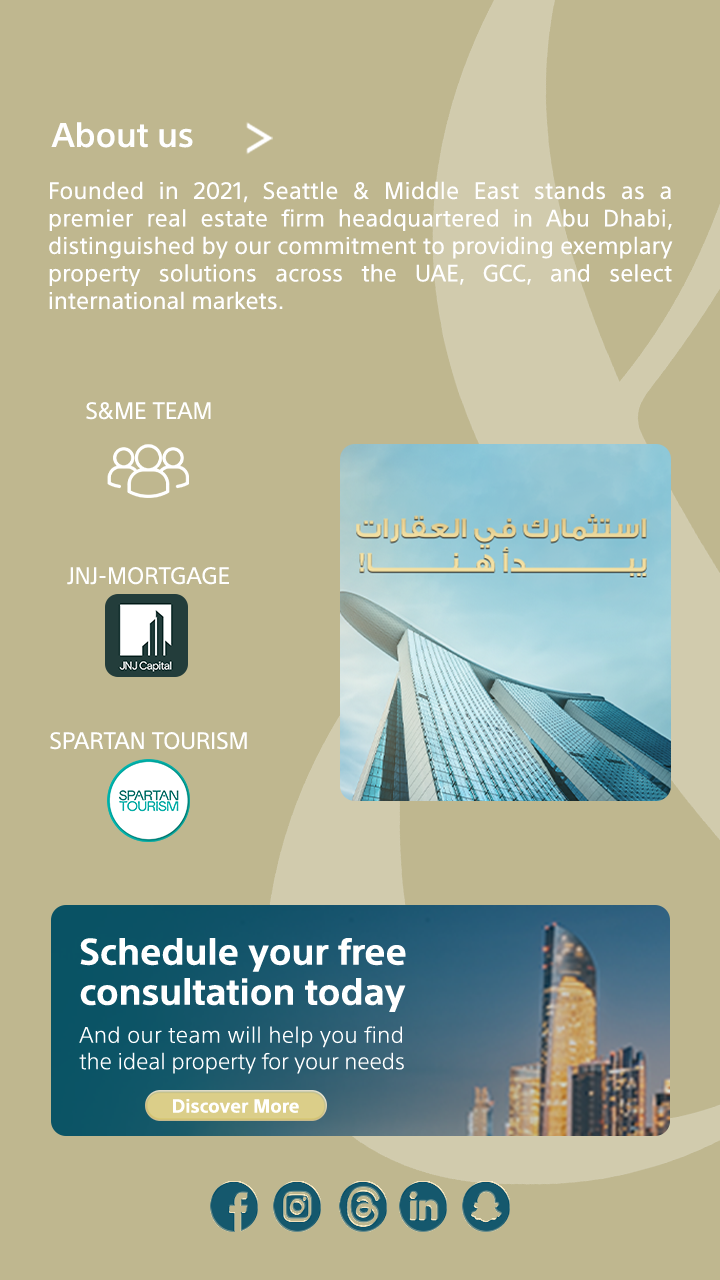 About us
Founded in 2021, Seattle & Middle East stands as a
premier real estate firm headquartered in Abu Dhabi,
distinguished by our commitment to providing exemplary
property solutions across the UAE, GCC, and select
international markets.
S&ME TEAM
JNJ-MORTGAGE
JNJ Capital
SPARTAN TOURISM
SPARTAN
TOURISM
استثمارك في العقارات
يبــــــدأ هـنــــــــا!
Schedule your free
consultation today
And our team will help you find
the ideal property for your needs
Discover More